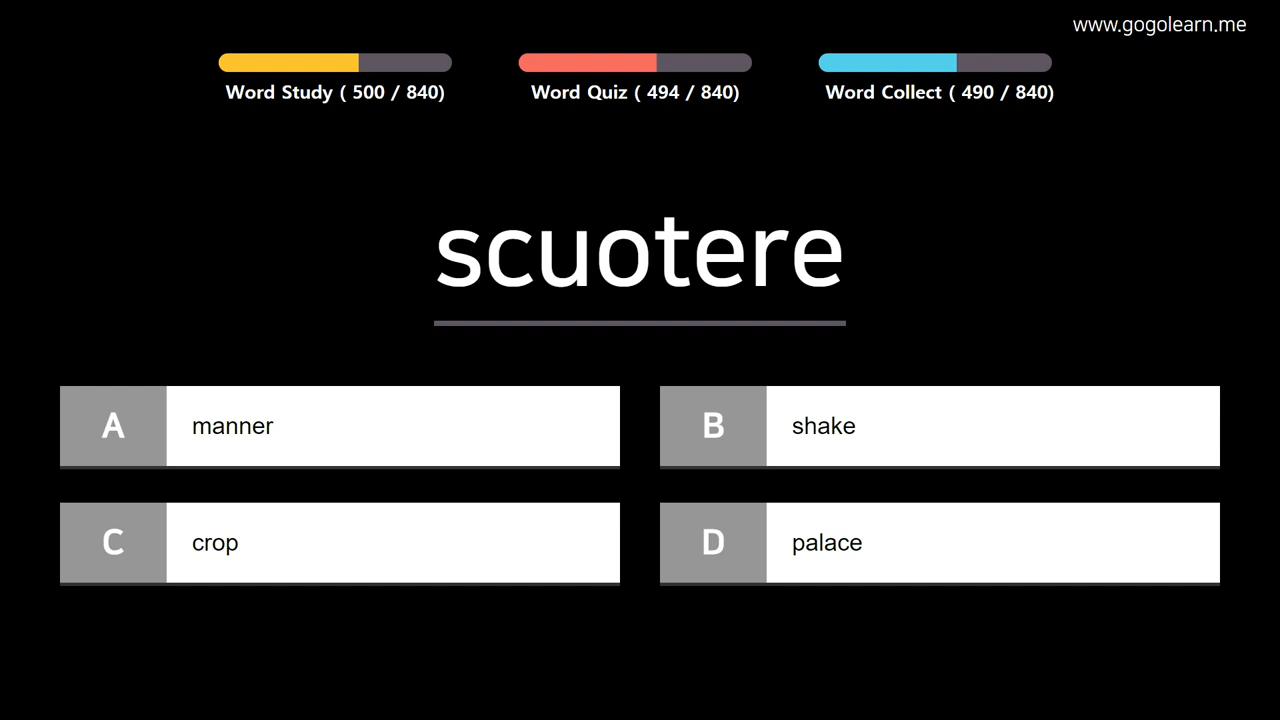 www.gogolearn.me
Word Study ( 500 / 840)
Word Quiz ( 494 / 840)
Word Collect ( 490 / 840)
scuotere
A manner
B shake
C crop
D palace